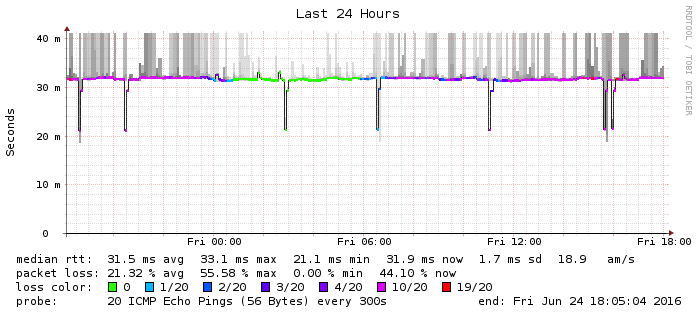 Last 24 Hours
RRDTOOL / TOBI OETIKER
Seconds
40 m
30 m
20 m
10 m
0
Fri 00:00 Fri 06:00 Fri 12:00 Fri 18:00
median rtt: 31.5 ms avg 33.1 ms max 21.1 ms min 31.9 ms now 1.7 ms sd 18.9 am/s
packet loss: 21.32 % avg 55.58 % max 0.00 % min 44.10 % now
loss color: 0 1/20 2/20 3/20 4/20 10/20 19/20
probe: 20 ICMP Echo Pings (56 Bytes) every 300s end: Fri Jun 24 18:05:04 2016